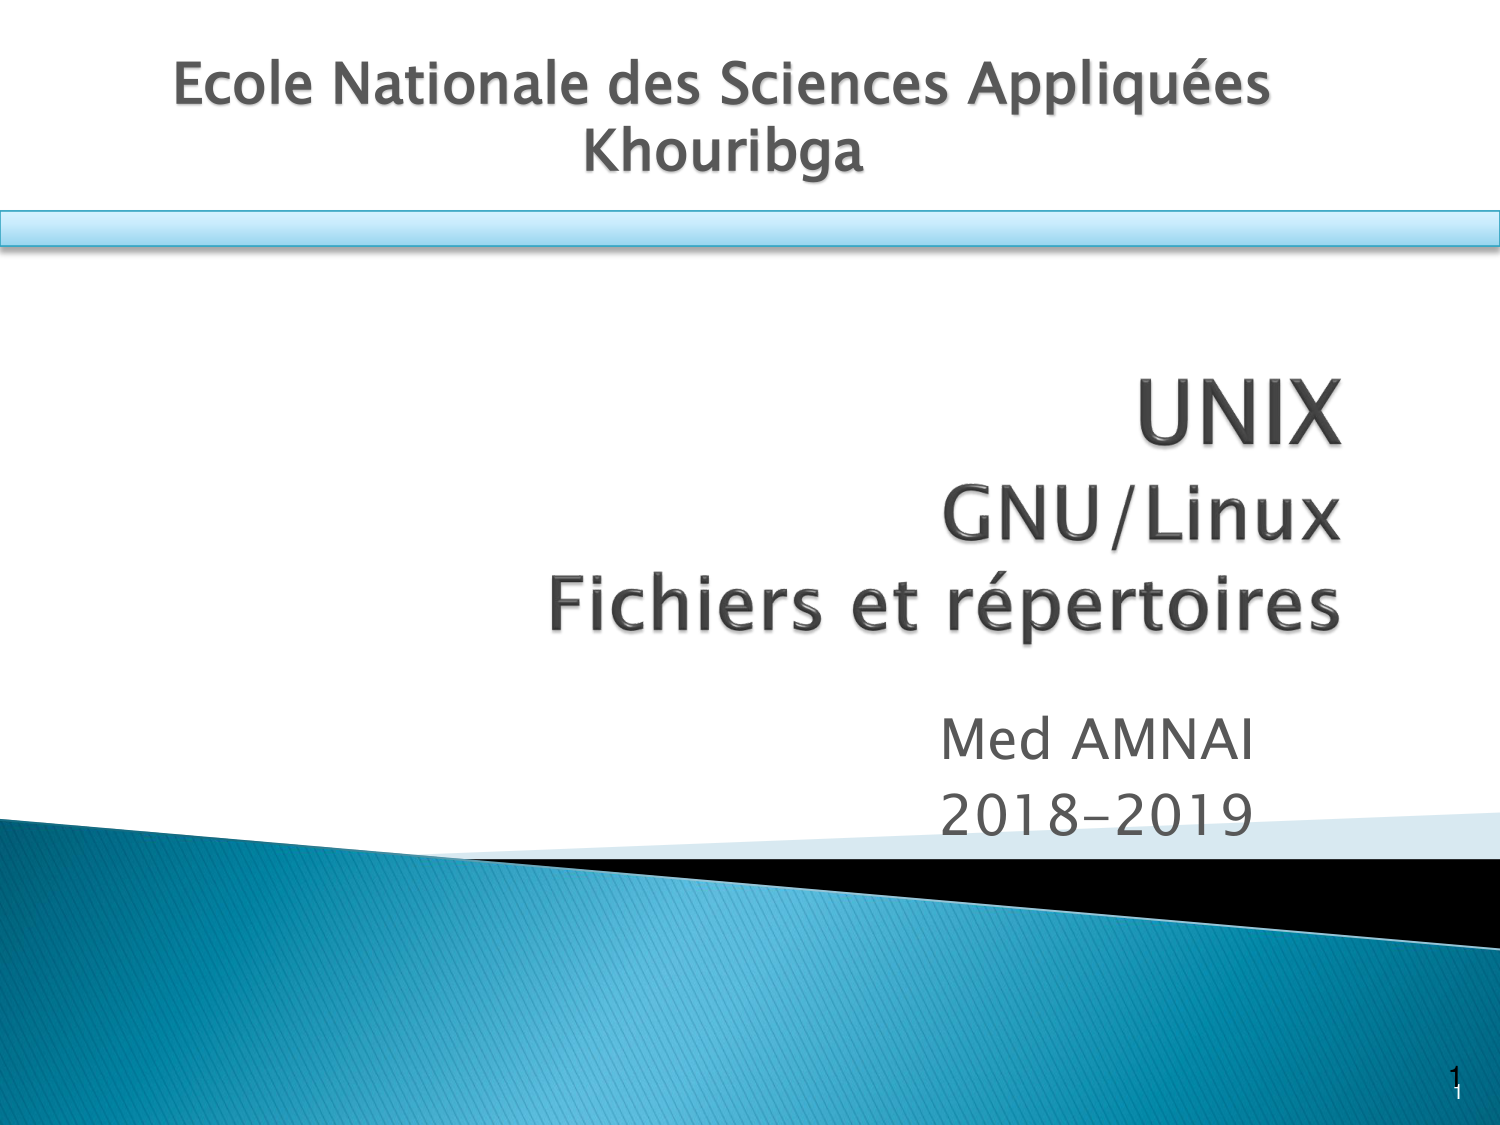 Ecole Nationale des Sciences Appliquées
Khouribga
UNIX
GNU/Linux
Fichiers et répertoires
Med AMNAI
2018-2019
1
1